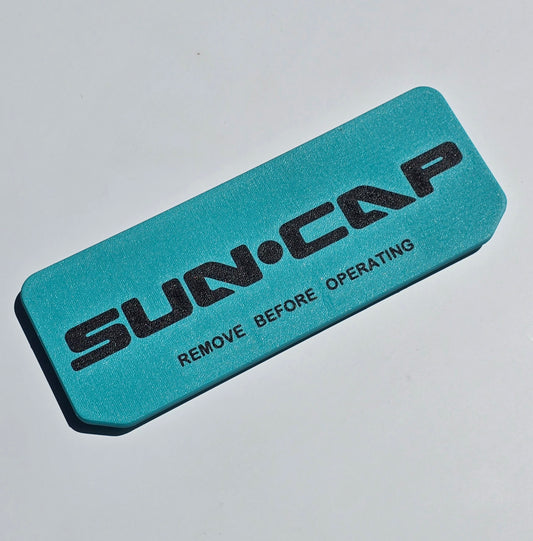 SUN•CAP
REMOVE BEFORE OPERATING